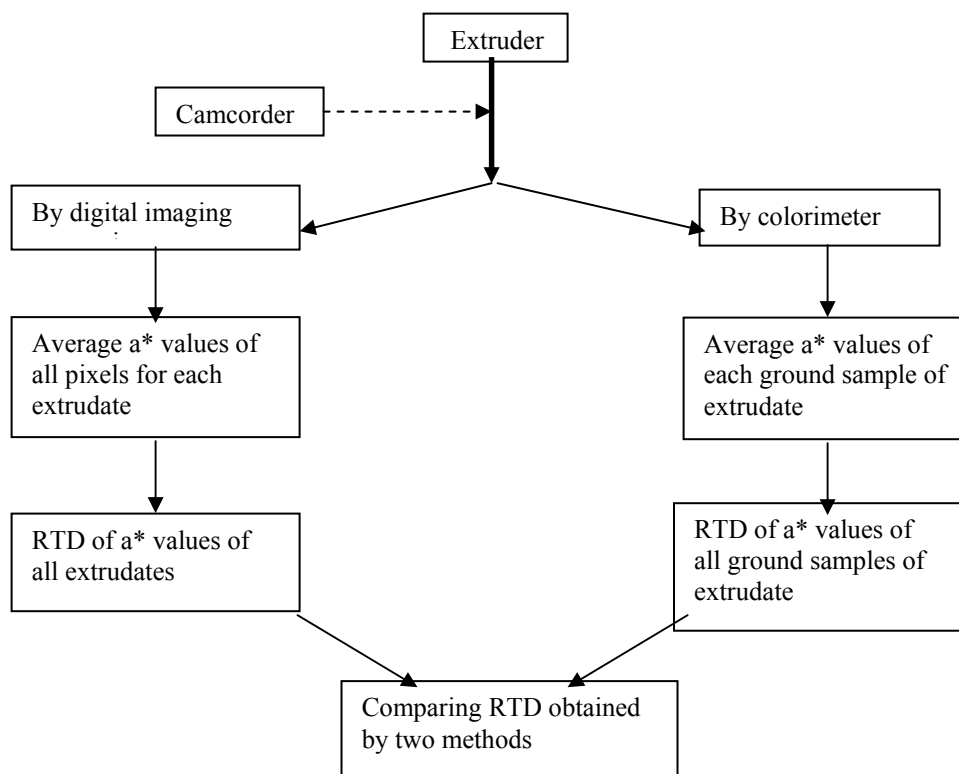 Extruder
Camcorder
By digital imaging
By colorimeter
Average a* values of
all pixels for each
extrudate
Average a* values of
each ground sample of
extrudate
RTD of a* values of
all extrudates
RTD of a* values of
all ground samples of
extrudate
Comparing RTD obtained
by two methods